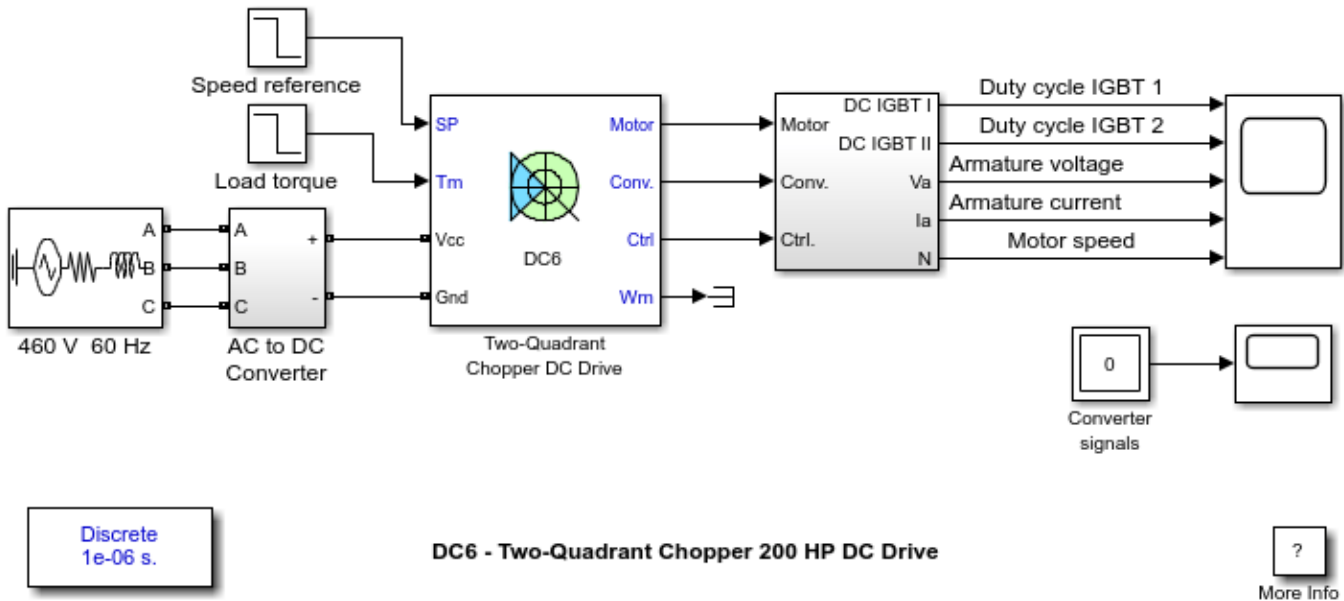 Speed reference
Load torque
A
B
C
460 V 60 Hz
A
B
C
+
-
AC to DC
Converter
SP
Tm
Vcc
Gnd
Motor
Conv.
Ctrl
Wm
DC6
Two-Quadrant
Chopper DC Drive
Motor
Conv.
Ctrl.
DC IGBT I
DC IGBT II
Va
Ia
N
Duty cycle IGBT 1
Duty cycle IGBT 2
Armature voltage
Armature current
Motor speed
0
Converter
signals
Discrete
1e-06 s.
DC6 - Two-Quadrant Chopper 200 HP DC Drive
?
More Info